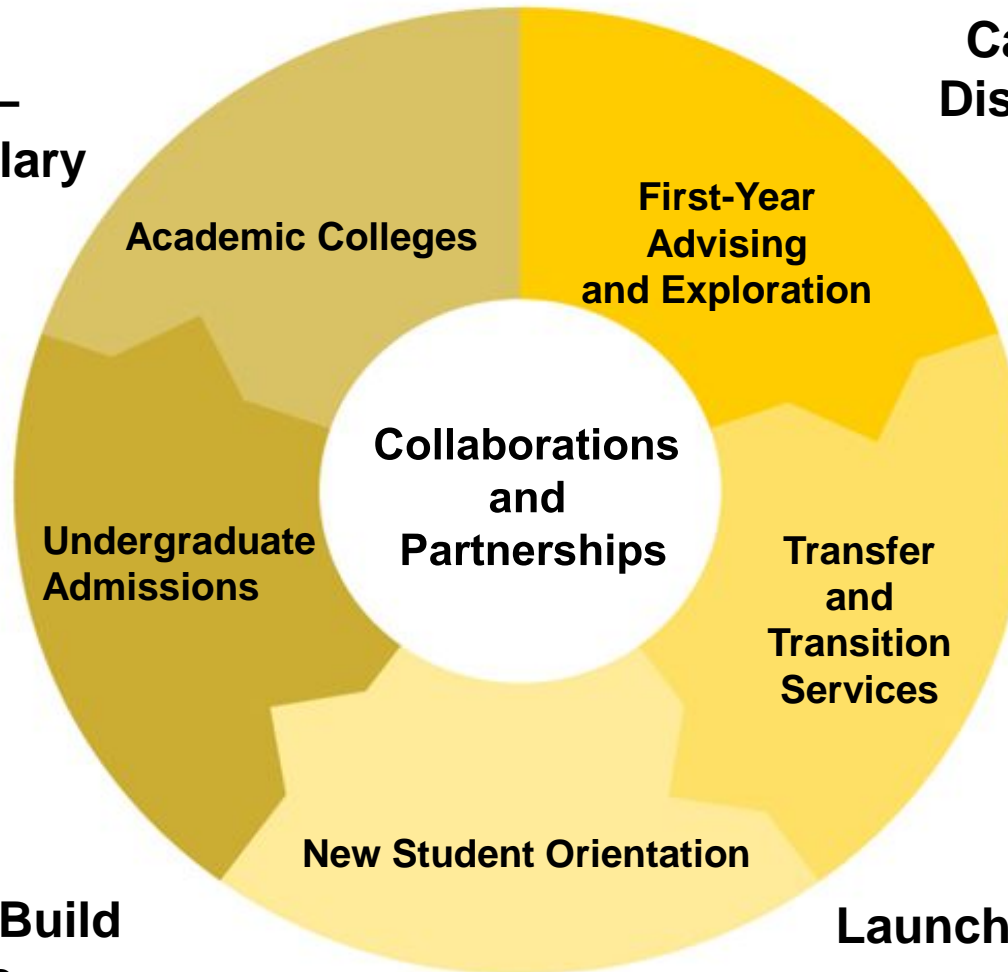 Academic Colleges
First-Year
Advising
and Exploration
Collaborations
and
Partnerships
Undergraduate
Admissions
Transfer
and
Transition
Services
New Student Orientation
Build
Launch